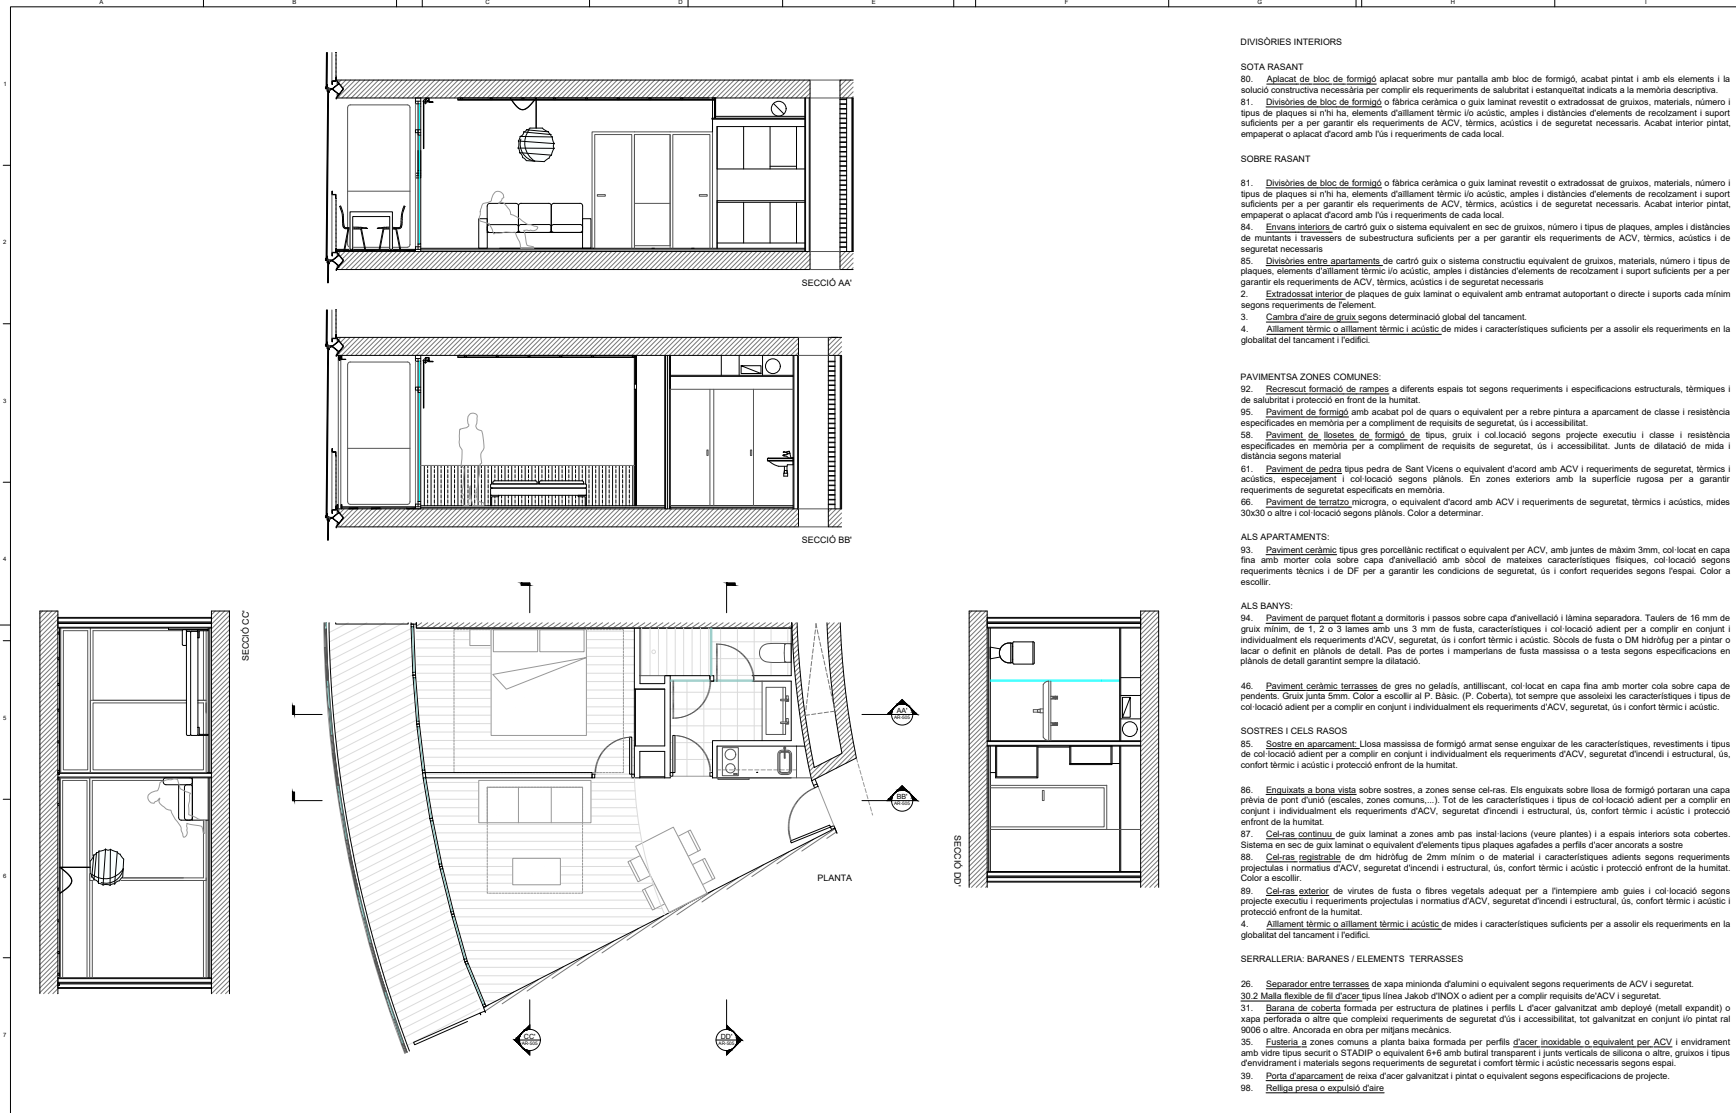 A B C D E F G H I
1
2
3
4
5
6
7
SECCIÓ AA'
SECCIÓ BB'
SECCIÓ CC'
SECCIÓ DD'
PLANTA
AA'
AR-505
BB'
AR-505
CC'
AR-505
DD'
AR-505
DIVISÒRIES INTERIORS
SOTA RASANT
80. Aplacat de bloc de formigó aplacat sobre mur pantalla amb bloc de formigó, acabat pintat i amb els elements i la
solució constructiva necessària per complir els requeriments de salubritat i estanqueïtat indicats a la memòria descriptiva.
81. Divisòries de bloc de formigó o fàbrica ceràmica o guix laminat revestit o extradossat de gruixos, materials, número i
tipus de plaques si n'hi ha, elements d'aïllament tèrmic i/o acústic, amples i distàncies d'elements de recolzament i suport
suficients per a per garantir els requeriments de ACV, tèrmics, acústics i de seguretat necessaris. Acabat interior pintat,
empaperat o aplacat d'acord amb l'ús i requeriments de cada local.
SOBRE RASANT
81. Divisòries de bloc de formigó o fàbrica ceràmica o guix laminat revestit o extradossat de gruixos, materials, número i
tipus de plaques si n'hi ha, elements d'aïllament tèrmic i/o acústic, amples i distàncies d'elements de recolzament i suport
suficients per a per garantir els requeriments de ACV, tèrmics, acústics i de seguretat necessaris. Acabat interior pintat,
empaperat o aplacat d'acord amb l'ús i requeriments de cada local.
84. Envans interiors de cartró guix o sistema equivalent en sec de gruixos, número i tipus de plaques, amples i distàncies
de muntants i travessers de subestructura suficients per a per garantir els requeriments de ACV, tèrmics, acústics i de
seguretat necessaris
85. Divisòries entre apartaments de cartró guix o sistema constructiu equivalent de gruixos, materials, número i tipus de
plaques, elements d'aïllament tèrmic i/o acústic, amples i distàncies d'elements de recolzament i suport suficients per a per
garantir els requeriments de ACV, tèrmics, acústics i de seguretat necessaris
2. Extradossat interior de plaques de guix laminat o equivalent amb entramat autoportant o directe i suports cada mínim
segons requeriments de l'element.
3. Cambra d'aire de gruix segons determinació global del tancament.
4. Aïllament tèrmic o aïllament tèrmic i acústic de mides i característiques suficients per a assolir els requeriments en la
globalitat del tancament i l'edifici.
PAVIMENTSA ZONES COMUNES:
92. Recrescut formació de rampes a diferents espais tot segons requeriments i especificacions estructurals, tèrmiques i
de salubritat i protecció en front de la humitat.
95. Paviment de formigó amb acabat pol de quars o equivalent per a rebre pintura a aparcament de classe i resistència
especificades en memòria per a compliment de requisits de seguretat, ús i accessibilitat.
58. Paviment de llosetes de formigó de tipus, gruix i col.locació segons projecte executiu i classe i resistència
especificades en memòria per a compliment de requisits de seguretat, ús i accessibilitat. Junts de dilatació de mida i
distància segons material
61. Paviment de pedra tipus pedra de Sant Vicens o equivalent d'acord amb ACV i requeriments de seguretat, tèrmics i
acústics, especejament i col·locació segons plànols. En zones exteriors amb la superfície rugosa per a garantir
requeriments de seguretat especificats en memòria.
66. Paviment de terratzo microgra, o equivalent d'acord amb ACV i requeriments de seguretat, tèrmics i acústics, mides
30x30 o altre i col·locació segons plànols. Color a determinar.
ALS APARTAMENTS:
93. Paviment ceràmic tipus gres porcellànic rectificat o equivalent per ACV, amb juntes de màxim 3mm, col·locat en capa
fina amb morter cola sobre capa d'anivellació amb sòcol de mateixes característiques físiques, col·locació segons
requeriments tècnics i de DF per a garantir les condicions de seguretat, ús i confort requerides segons l'espai. Color a
escollir.
ALS BANYS:
94. Paviment de parquet flotant a dormitoris i passos sobre capa d'anivellació i làmina separadora. Taulers de 16 mm de
gruix mínim, de 1, 2 o 3 lames amb uns 3 mm de fusta, característiques i col·locació adient per a complir en conjunt i
individualment els requeriments d'ACV, seguretat, ús i confort tèrmic i acústic. Sòcols de fusta o DM hidròfug per a pintar o
lacar o definit en plànols de detall. Pas de portes i mamperlans de fusta massissa o a testa segons especificacions en
plànols de detall garantint sempre la dilatació.
46. Paviment ceràmic terrasses de gres no geladís, antilliscant, col·locat en capa fina amb morter cola sobre capa de
pendents. Gruix junta 5mm. Color a escollir al P. Bàsic. (P. Coberta), tot sempre que assoleixi les característiques i tipus de
col·locació adient per a complir en conjunt i individualment els requeriments d'ACV, seguretat, ús i confort tèrmic i acústic.
SOSTRES I CELS RASOS
85. Sostre en aparcament: Llosa massissa de formigó armat sense enguixar de les característiques, revestiments i tipus
de col·locació adient per a complir en conjunt i individualment els requeriments d'ACV, seguretat d'incendi i estructural, ús,
confort tèrmic i acústic i protecció enfront de la humitat.
86. Enguixats a bona vista sobre sostres, a zones sense cel-ras. Els enguixats sobre llosa de formigó portaran una capa
prèvia de pont d'unió (escales, zones comuns,...). Tot de les característiques i tipus de col·locació adient per a complir en
conjunt i individualment els requeriments d'ACV, seguretat d'incendi i estructural, ús, confort tèrmic i acústic i protecció
enfront de la humitat.
87. Cel-ras continuu de guix laminat a zones amb pas instal·lacions (veure plantes) i a espais interiors sota cobertes.
Sistema en sec de guix laminat o equivalent d'elements tipus plaques agafades a perfils d'acer ancorats a sostre
88. Cel-ras registrable de dm hidròfug de 2mm mínim o de material i característiques adients segons requeriments
projectulas i normatius d'ACV, seguretat d'incendi i estructural, ús, confort tèrmic i acústic i protecció enfront de la humitat.
Color a escollir.
89. Cel-ras exterior de virutes de fusta o fibres vegetals adequat per a l'intempiere amb guies i col·locació segons
projecte executiu i requeriments projectulas i normatius d'ACV, seguretat d'incendi i estructural, ús, confort tèrmic i acústic i
protecció enfront de la humitat.
4. Aïllament tèrmic o aïllament tèrmic i acústic de mides i característiques suficients per a assolir els requeriments en la
globalitat del tancament i l'edifici.
SERRALLERIA: BARANES / ELEMENTS TERRASSES
26. Separador entre terrasses de xapa minionda d'alumini o equivalent segons requeriments de ACV i seguretat.
30.2 Malla flexible de fil d'acer tipus línea Jakob d'INOX o adient per a complir requisits de'ACV i seguretat.
31. Barana de coberta formada per estructura de platines i perfils L d'acer galvanitzat amb deployé (metall expandit) o
xapa perforada o altre que compleixi requeriments de seguretat d'ús i accessibilitat, tot galvanitzat en conjunt i/o pintat ral
9006 o altre. Ancorada en obra per mitjans mecànics.
35. Fusteria a zones comuns a planta baixa formada per perfils d'acer inoxidable o equivalent per ACV i envidrament
amb vidre tipus securit o STADIP o equivalent 6+6 amb butiral transparent i junts verticals de silicona o altre, gruixos i tipus
d'envidrament i materials segons requeriments de seguretat i comfort tèrmic i acústic necessaris segons espai.
39. Porta d'aparcament de reixa d'acer galvanitzat i pintat o equivalent segons especificacions de projecte.
98. Relliga presa o expulsió d'aire